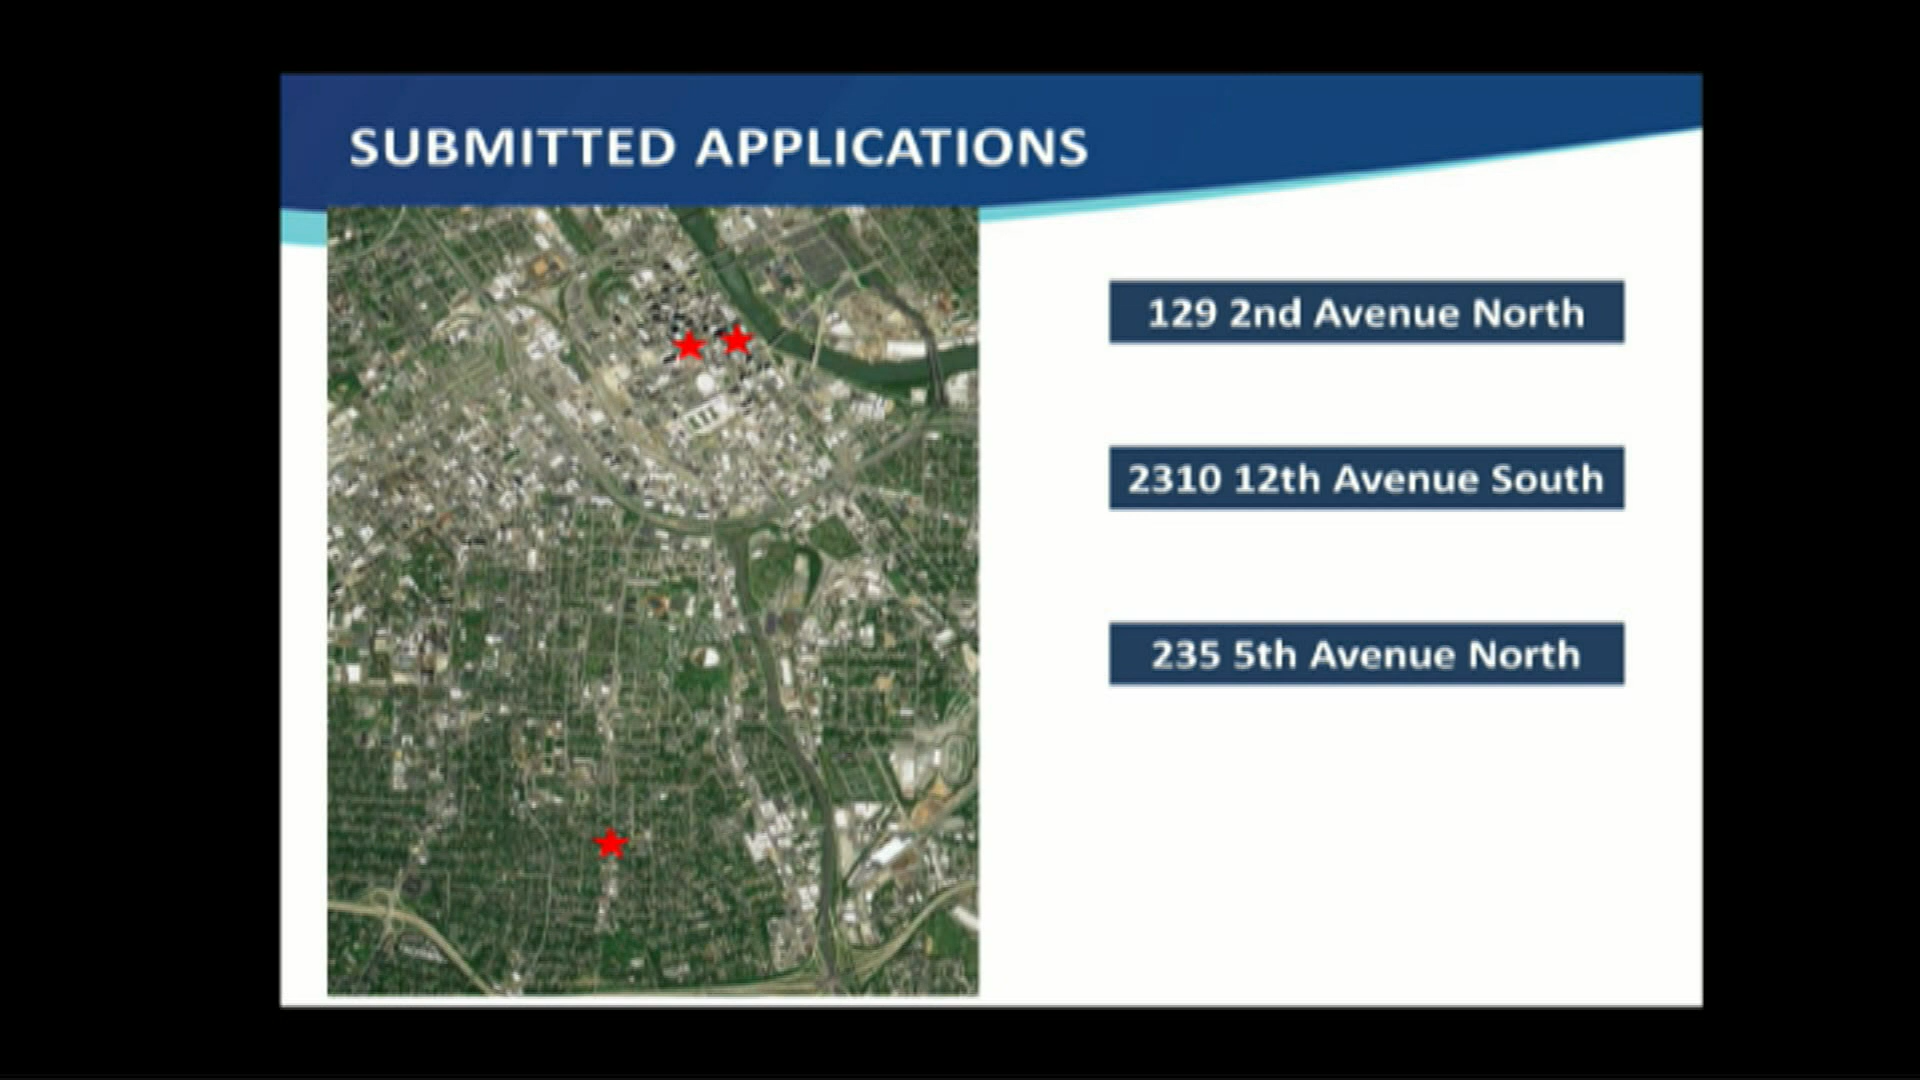 SUBMITTED APPLICATIONS
129 2nd Avenue North
2310 12th Avenue South
235 5th Avenue North